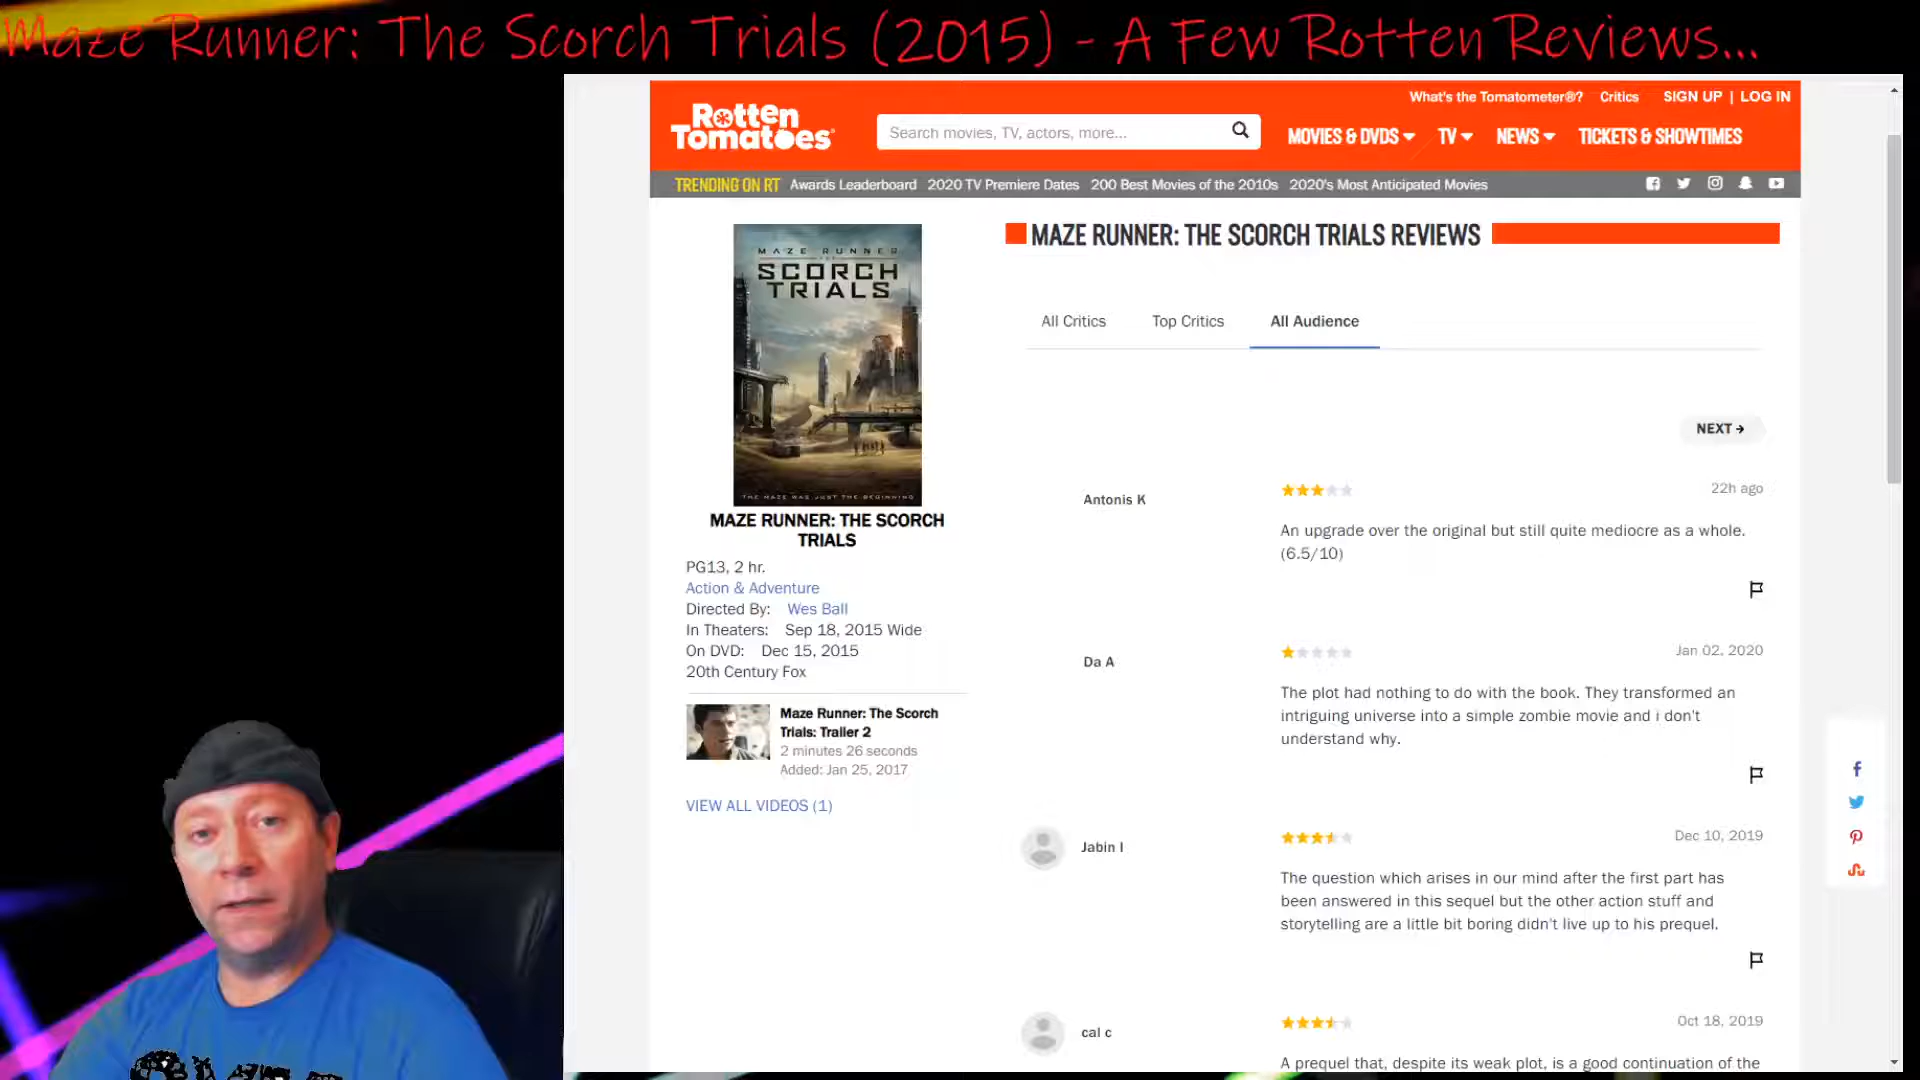 Maze Runner: The Scorch Trials (2015) - A Few Rotten Reviews...
What's the Tomatometer®? Critics SIGN UP | LOG IN
Rotten
Tomatoes
Search movies, TV, actors, more...
MOVIES & DVDS TV NEWS TICKETS & SHOWTIMES
TRENDING ON RT Awards Leaderboard 2020 TV Premiere Dates 200 Best Movies of the 2010s 2020's Most Anticipated Movies
MAZE RUNNER
SCORCH
TRIALS
THE MAZE WAS JUST THE BEGINNING
MAZE RUNNER: THE SCORCH
TRIALS
PG13, 2 hr.
Action & Adventure
Directed By: Wes Ball
In Theaters: Sep 18, 2015 Wide
On DVD: Dec 15, 2015
20th Century Fox
Maze Runner: The Scorch
Trials: Trailer 2
2 minutes 26 seconds
Added: Jan 25, 2017
VIEW ALL VIDEOS (1)
MAZE RUNNER: THE SCORCH TRIALS REVIEWS
All Critics Top Critics All Audience
NEXT
Antonis K
22h ago
An upgrade over the original but still quite mediocre as a whole.
(6.5/10)
Da A
Jan 02, 2020
The plot had nothing to do with the book. They transformed an
intriguing universe into a simple zombie movie and i don't
understand why.
Jabin I
Dec 10, 2019
The question which arises in our mind after the first part has
been answered in this sequel but the other action stuff and
storytelling are a little bit boring didn't live up to his prequel.
cal c
Oct 18, 2019
A prequel that, despite its weak plot, is a good continuation of the